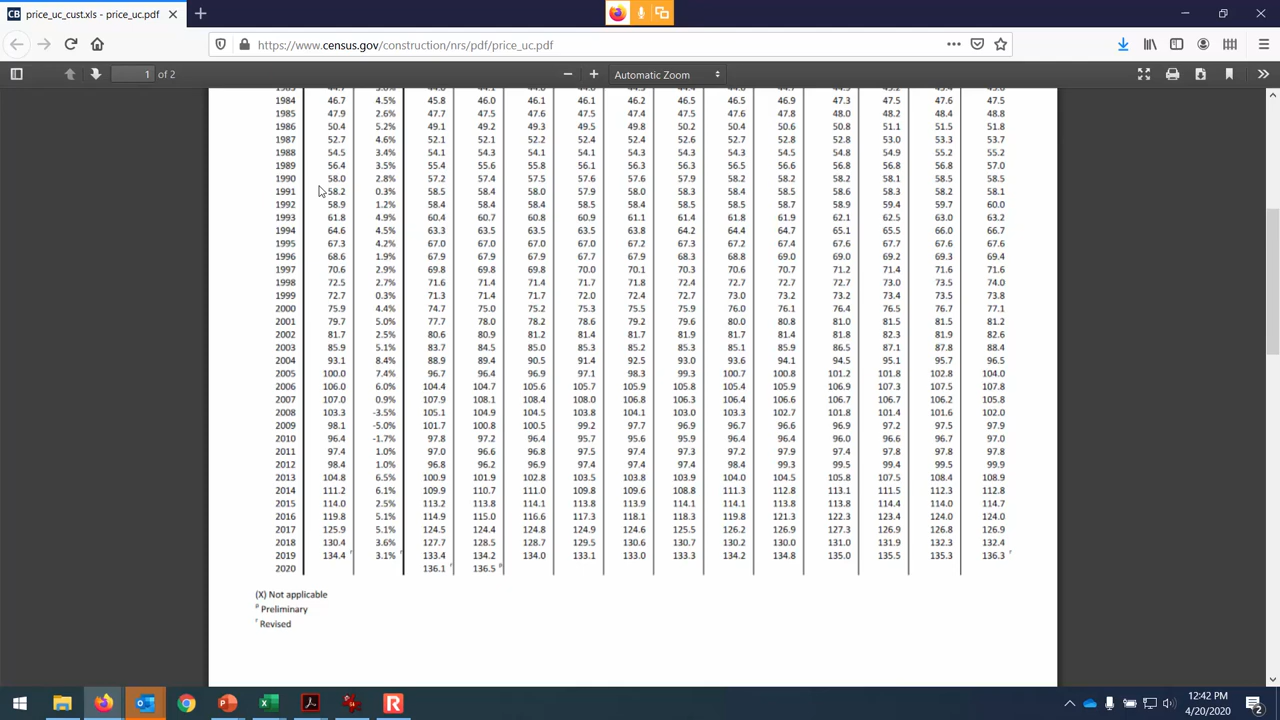 price_uc_cust.xls - price_uc.pdf
https://www.census.gov/construction/nrs/pdf/price_uc.pdf
1 of 2
Automatic Zoom
1984 46.7 4.5% 45.8 46.0 46.1 46.1 46.2 46.5 46.5 46.9 47.3 47.5 47.6 47.5
1985 47.9 2.6% 47.7 47.5 47.6 47.4 47.5 47.6 47.8 48.0 48.2 48.4 48.8
1986 50.4 5.2% 49.1 49.2 49.3 49.5 49.8 50.2 50.4 50.6 50.8 51.1 51.5 51.8
1987 52.7 4.6% 52.1 52.1 52.2 52.4 52.4 52.6 52.7 52.8 52.8 53.0 53.3 53.7
1988 54.5 3.4% 54.1 54.3 54.1 54.1 54.3 54.3 54.3 54.5 54.8 54.9 55.2 55.2
1989 56.4 3.5% 55.4 55.6 55.8 56.1 56.3 56.3 56.5 56.6 56.8 56.8 56.8 57.0
1990 58.0 2.8% 57.2 57.4 57.5 57.6 57.6 57.9 58.2 58.2 58.2 58.1 58.5 58.5
1991 58.2 0.3% 58.5 58.4 58.0 57.9 58.0 58.3 58.4 58.5 58.6 58.3 58.2 58.1
1992 58.9 1.2% 58.4 58.4 58.4 58.5 58.4 58.5 58.5 58.7 58.9 59.4 59.7 60.0
1993 61.8 4.9% 60.4 60.7 60.8 60.9 61.1 61.4 61.8 61.9 62.1 62.5 63.0 63.2
1994 64.6 4.5% 63.3 63.5 63.5 63.5 63.8 64.2 64.4 64.7 65.1 65.5 66.0 66.7
1995 67.3 4.2% 67.0 67.0 67.0 67.0 67.2 67.3 67.2 67.4 67.6 67.7 67.6 67.6
1996 68.6 1.9% 67.9 67.9 67.9 67.7 67.9 68.3 68.8 69.0 69.0 69.2 69.3 69.4
1997 70.6 2.9% 69.8 69.8 69.8 70.0 70.1 70.3 70.6 70.7 71.2 71.4 71.6 71.6
1998 72.5 2.7% 71.6 71.4 71.4 71.7 71.8 72.4 72.7 72.7 72.7 73.0 73.5 74.0
1999 72.7 0.3% 71.3 71.4 71.7 72.0 72.4 72.7 73.0 73.2 73.2 73.4 73.5 73.8
2000 75.9 4.4% 74.7 75.0 75.2 75.3 75.5 75.9 76.0 76.1 76.4 76.5 76.7 77.1
2001 79.7 5.0% 77.7 78.0 78.2 78.6 79.2 79.6 80.0 80.8 81.0 81.5 81.5 81.2
2002 81.7 2.5% 80.6 80.9 81.2 81.4 81.7 81.9 81.7 81.4 81.8 82.3 81.9 82.6
2003 85.9 5.1% 83.7 84.5 85.0 85.3 85.2 85.3 85.1 85.9 86.5 87.1 87.8 88.4
2004 93.1 8.4% 88.9 89.4 90.5 91.4 92.5 93.0 93.6 94.1 94.5 95.1 95.7 96.5
2005 100.0 7.4% 96.7 96.4 96.9 97.1 98.3 99.3 100.7 100.8 101.2 101.8 102.8 104.0
2006 106.0 6.0% 104.4 104.7 105.6 105.7 105.9 105.8 105.4 105.9 106.9 107.3 107.5 107.8
2007 107.0 0.9% 107.9 108.1 108.4 108.0 106.8 106.3 106.4 106.6 106.7 106.7 106.2 105.8
2008 103.3 -3.5% 105.1 104.9 104.5 103.8 104.1 103.0 103.3 102.7 101.8 101.4 101.6 102.0
2009 98.1 -5.0% 101.7 100.8 100.5 99.2 97.7 96.9 96.7 96.6 96.9 97.2 97.5 97.9
2010 96.4 -1.7% 97.8 97.2 96.4 95.7 95.6 95.9 96.4 96.4 96.0 96.6 96.7 97.0
2011 97.4 1.0% 97.0 96.6 96.8 97.5 97.4 97.3 97.2 97.9 97.4 97.8 97.8 97.8
2012 98.4 1.0% 96.8 96.2 96.9 97.4 97.4 97.4 98.4 99.3 99.5 99.4 99.5 99.9
2013 104.8 6.5% 100.9 101.9 102.8 103.5 103.8 103.9 104.0 104.5 105.8 107.5 108.4 108.9
2014 111.2 6.1% 109.9 110.7 111.0 109.8 109.6 108.8 111.3 112.8 113.1 111.5 112.3 112.8
2015 114.0 2.5% 113.2 113.8 114.1 113.8 113.9 114.1 114.1 113.8 113.8 114.4 114.0 114.7
2016 119.8 5.1% 114.9 115.0 116.6 117.3 118.1 118.3 119.8 121.3 122.3 123.4 124.0 124.0
2017 125.9 5.1% 124.5 124.4 124.8 124.9 124.6 125.5 126.2 126.9 127.3 126.9 126.8 126.9
2018 130.4 3.6% 127.7 128.5 128.7 129.5 130.6 130.7 130.2 130.0 131.0 131.9 132.3 132.4
2019 134.4 r 3.1% r 133.4 134.2 134.0 133.1 133.0 133.3 134.2 134.8 135.0 135.5 135.3 136.3 r
2020 136.1 r 136.5 p
(X) Not applicable
p Preliminary
r Revised
12:42 PM
4/20/2020
2